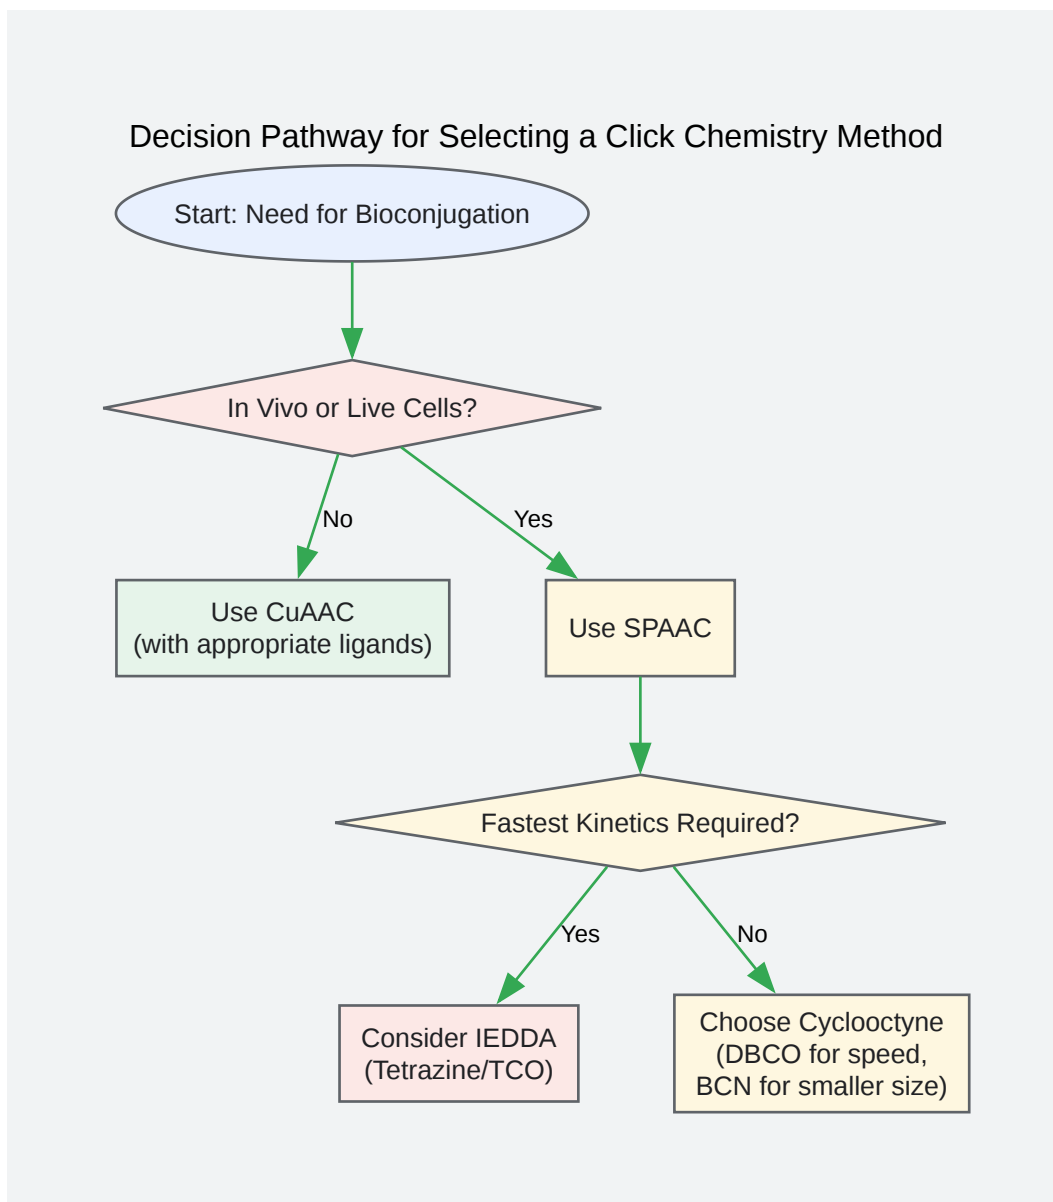 Decision Pathway for Selecting a Click Chemistry Method
Start: Need for Bioconjugation
In Vivo or Live Cells?
No
Yes
Use CuAAC
(with appropriate ligands)
Use SPAAC
Fastest Kinetics Required?
Yes
No
Consider IEDDA
(Tetrazine/TCO)
Choose Cyclooctyne
(DBCO for speed,
BCN for smaller size)